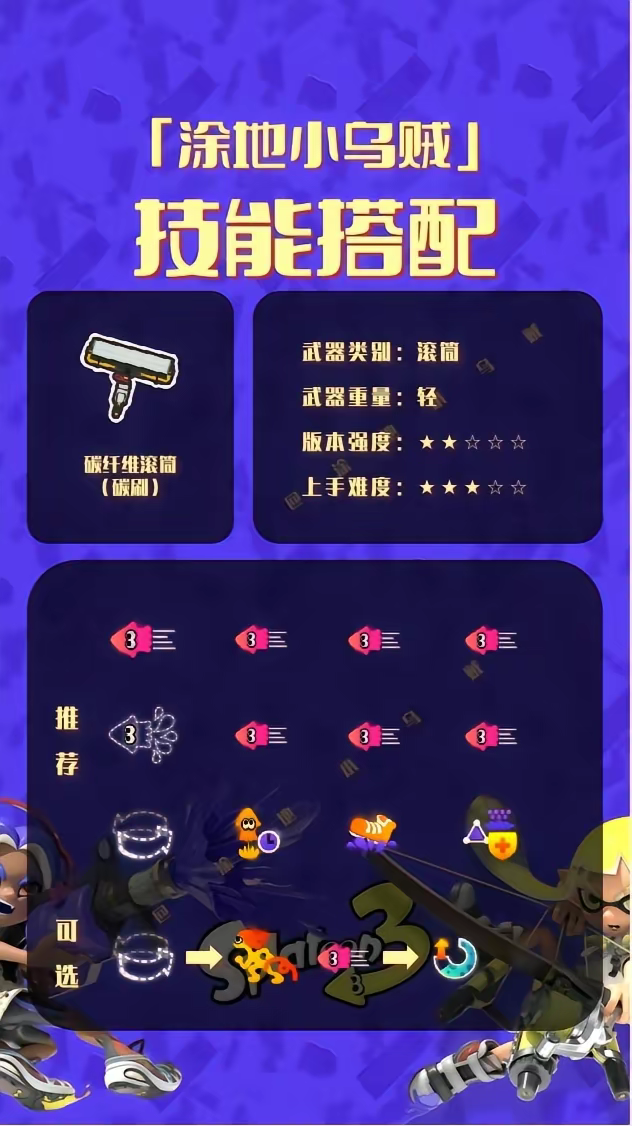 「涂地小乌贼」
技能搭配
碳纤维滚筒
（碳刷）
武器类别：滚筒
武器重量：轻
版本强度：★★☆☆☆
上手难度：★★★☆☆
推荐
可选
Splatoon 3